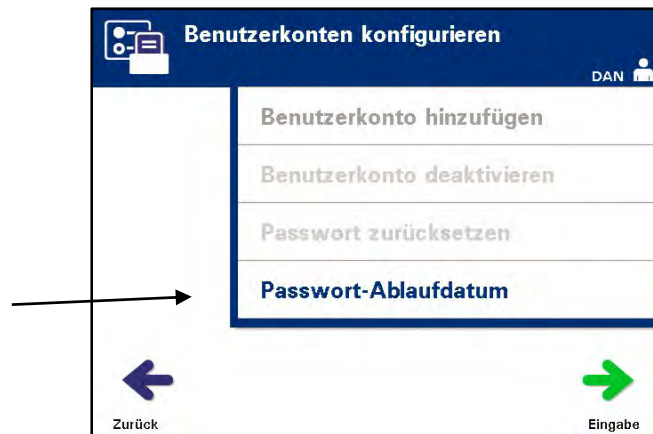 Benutzerkonten konfigurieren
DAN
Benutzerkonto hinzufügen
Benutzerkonto deaktivieren
Passwort zurücksetzen
Passwort-Ablaufdatum
Zurück
Eingabe